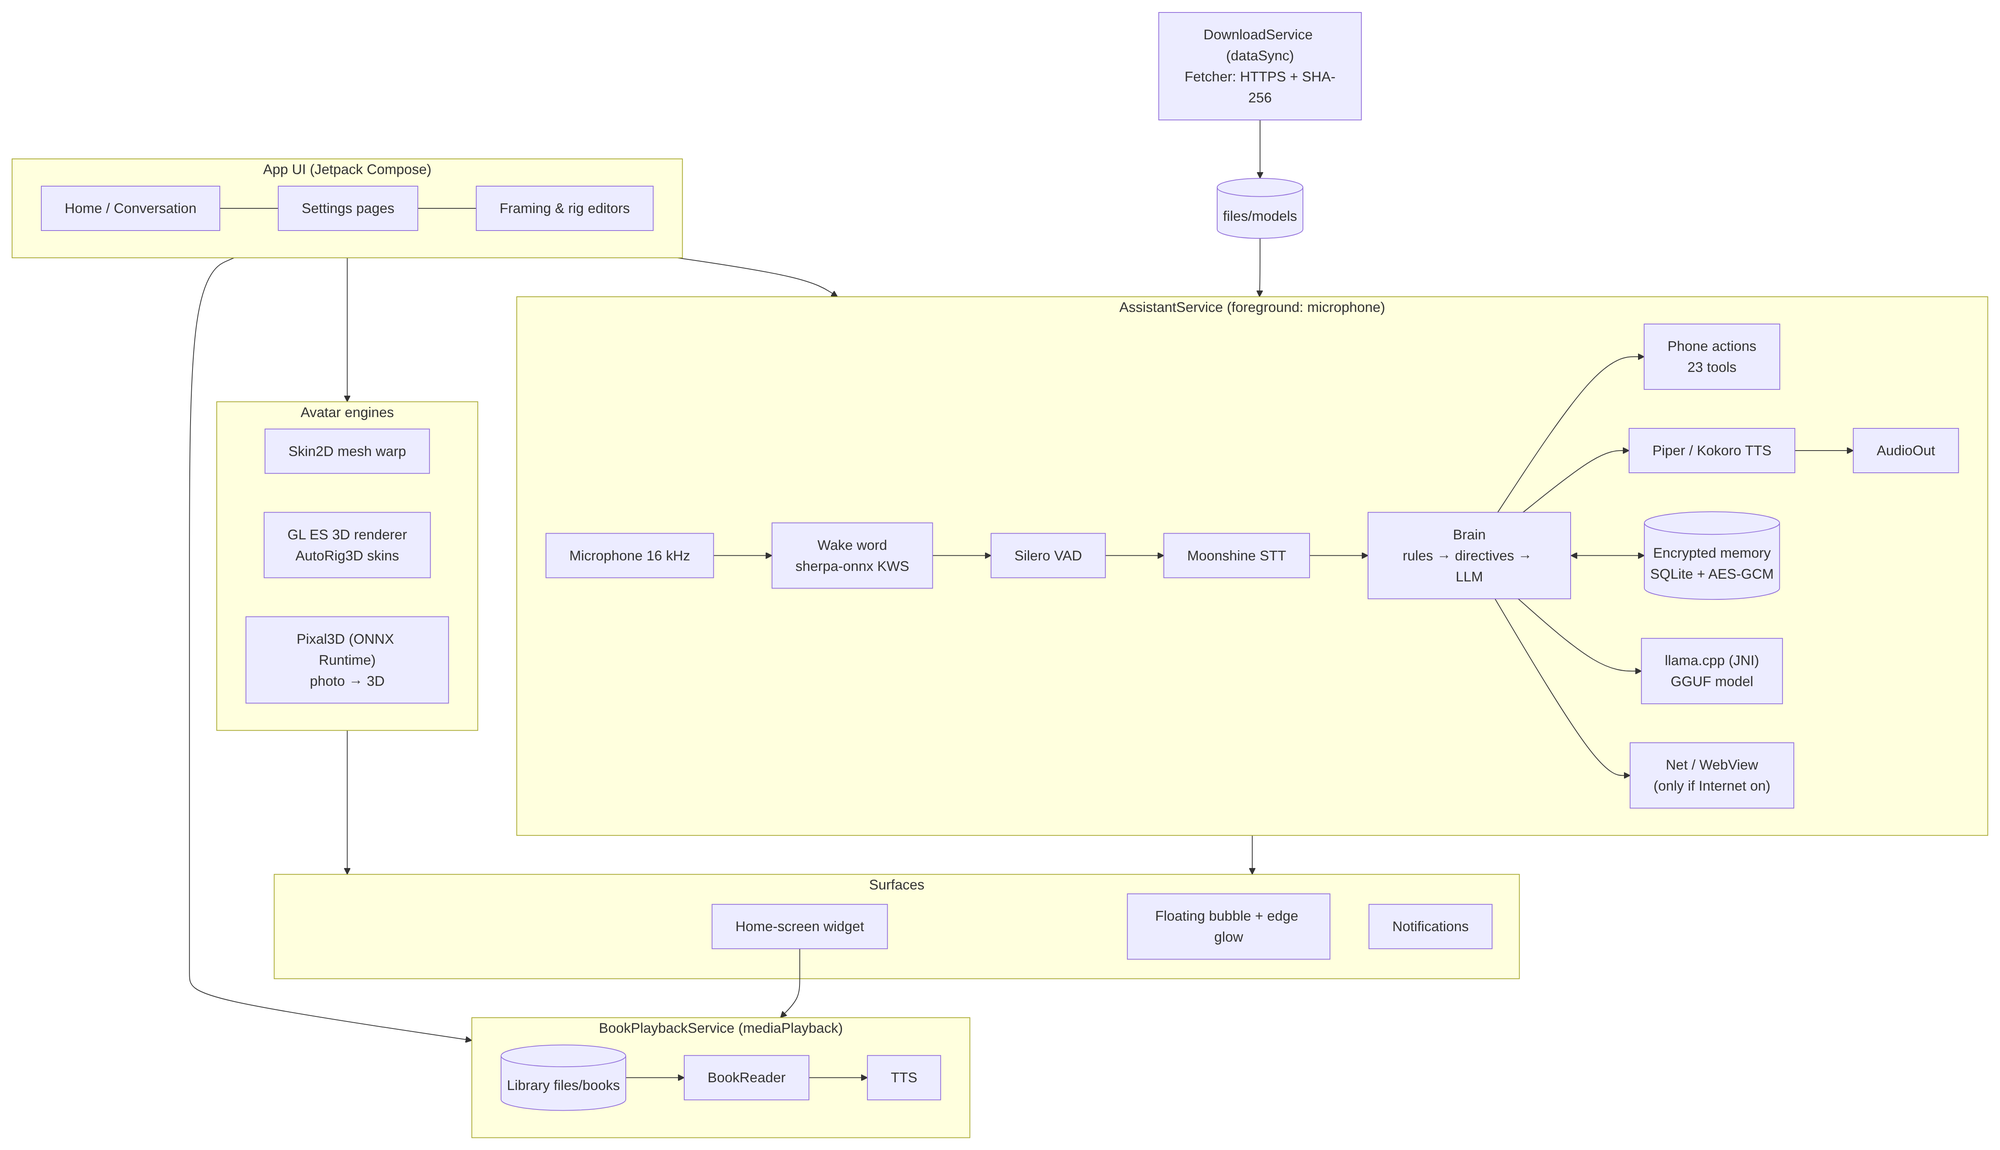 DownloadService
(dataSync)
Fetcher: HTTPS + SHA-
256
files/models
App UI (Jetpack Compose)
Home / Conversation
Settings pages
Framing & rig editors
AssistantService (foreground: microphone)
Microphone 16 kHz
Wake word
sherpa-onnx KWS
Silero VAD
Moonshine STT
Brain
rules → directives →
LLM
Phone actions
23 tools
Piper / Kokoro TTS
AudioOut
Encrypted memory
SQLite + AES-GCM
llama.cpp (JNI)
GGUF model
Net / WebView
(only if Internet on)
Avatar engines
Skin2D mesh warp
GL ES 3D renderer
AutoRig3D skins
Pixal3D (ONNX
Runtime)
photo → 3D
Surfaces
Home-screen widget
Floating bubble + edge
glow
Notifications
BookPlaybackService (mediaPlayback)
Library files/books
BookReader
TTS